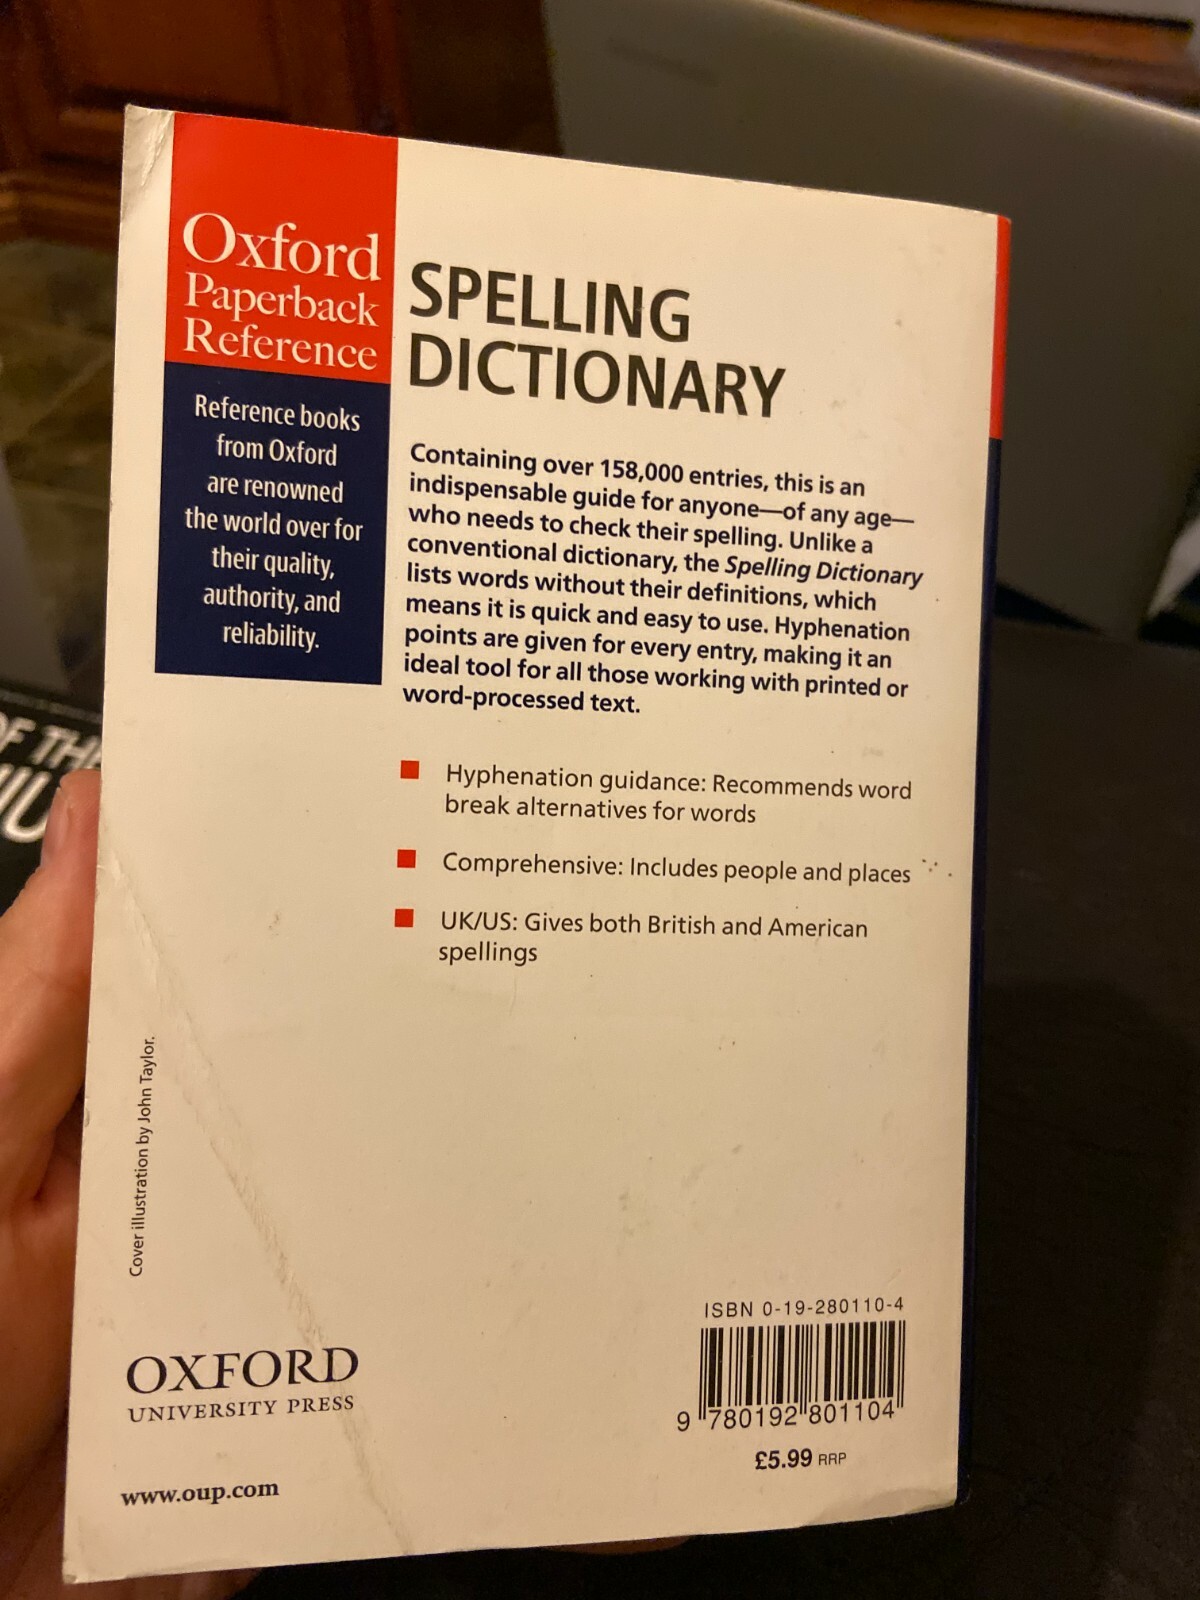 Oxford
Paperback
Reference
Reference books
from Oxford
are renowned
the world over for
their quality,
authority, and
reliability.
SPELLING
DICTIONARY
Containing over 158,000 entries, this is an
indispensable guide for anyone—of any age—
who needs to check their spelling. Unlike a
conventional dictionary, the Spelling Dictionary
lists words without their definitions, which
means it is quick and easy to use. Hyphenation
points are given for every entry, making it an
ideal tool for all those working with printed or
word-processed text.
Hyphenation guidance: Recommends word
break alternatives for words
Comprehensive: Includes people and places
UK/US: Gives both British and American
spellings
Cover illustration by John Taylor.
OXFORD
UNIVERSITY PRESS
www.oup.com
ISBN 0-19-280110-4
9 780192 801104
£5.99 RRP